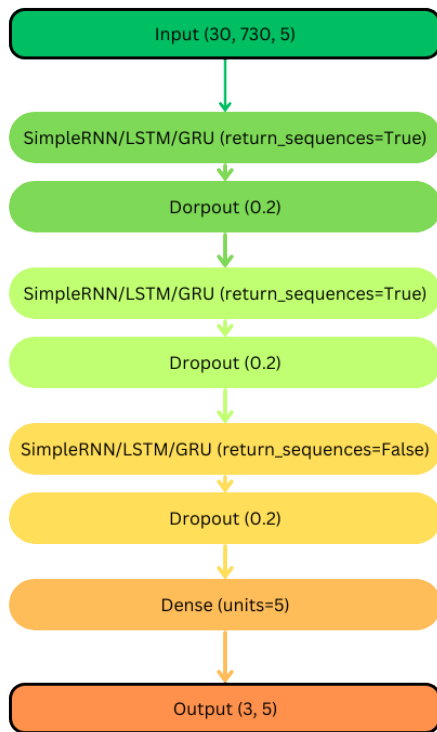 Input (30, 730, 5)
SimpleRNN/LSTM/GRU (return_sequences=True)
Dorpout (0.2)
SimpleRNN/LSTM/GRU (return_sequences=True)
Dropout (0.2)
SimpleRNN/LSTM/GRU (return_sequences=False)
Dropout (0.2)
Dense (units=5)
Output (3, 5)